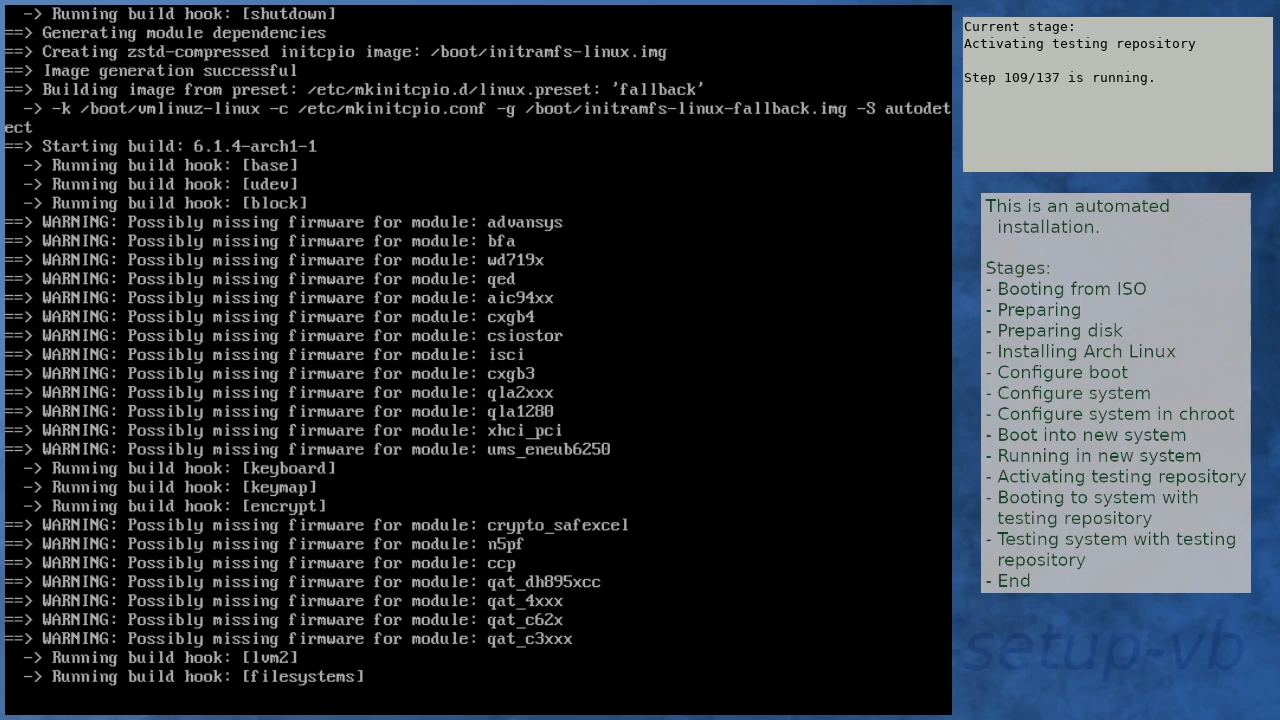 -> Running build hook: [shutdown]
==> Generating module dependencies
==> Creating zstd-compressed initcpio image: /boot/initramfs-linux.img
==> Image generation successful
==> Building image from preset: /etc/mkinitcpio.d/linux.preset: 'fallback'
  -> -k /boot/vmlinuz-linux -c /etc/mkinitcpio.conf -g /boot/initramfs-linux-fallback.img -S autodet
ect
==> Starting build: 6.1.4-arch1-1
  -> Running build hook: [base]
  -> Running build hook: [udev]
  -> Running build hook: [block]
==> WARNING: Possibly missing firmware for module: advansys
==> WARNING: Possibly missing firmware for module: bfa
==> WARNING: Possibly missing firmware for module: wd719x
==> WARNING: Possibly missing firmware for module: qed
==> WARNING: Possibly missing firmware for module: aic94xx
==> WARNING: Possibly missing firmware for module: cxgb4
==> WARNING: Possibly missing firmware for module: csiostor
==> WARNING: Possibly missing firmware for module: isci
==> WARNING: Possibly missing firmware for module: cxgb3
==> WARNING: Possibly missing firmware for module: qla2xxx
==> WARNING: Possibly missing firmware for module: qla1280
==> WARNING: Possibly missing firmware for module: xhci_pci
==> WARNING: Possibly missing firmware for module: ums_eneub6250
  -> Running build hook: [keyboard]
  -> Running build hook: [keymap]
  -> Running build hook: [encrypt]
==> WARNING: Possibly missing firmware for module: crypto_safexcel
==> WARNING: Possibly missing firmware for module: n5pf
==> WARNING: Possibly missing firmware for module: ccp
==> WARNING: Possibly missing firmware for module: qat_dh895xcc
==> WARNING: Possibly missing firmware for module: qat_4xxx
==> WARNING: Possibly missing firmware for module: qat_c62x
==> WARNING: Possibly missing firmware for module: qat_c3xxx
  -> Running build hook: [lvm2]
  -> Running build hook: [filesystems]
Current stage:
Activating testing repository
Step 109/137 is running.
This is an automated
installation.
Stages:
- Booting from ISO
- Preparing
- Preparing disk
- Installing Arch Linux
- Configure boot
- Configure system
- Configure system in chroot
- Boot into new system
- Running in new system
- Activating testing repository
- Booting to system with
testing repository
- Testing system with testing
repository
- End
-setup-vb